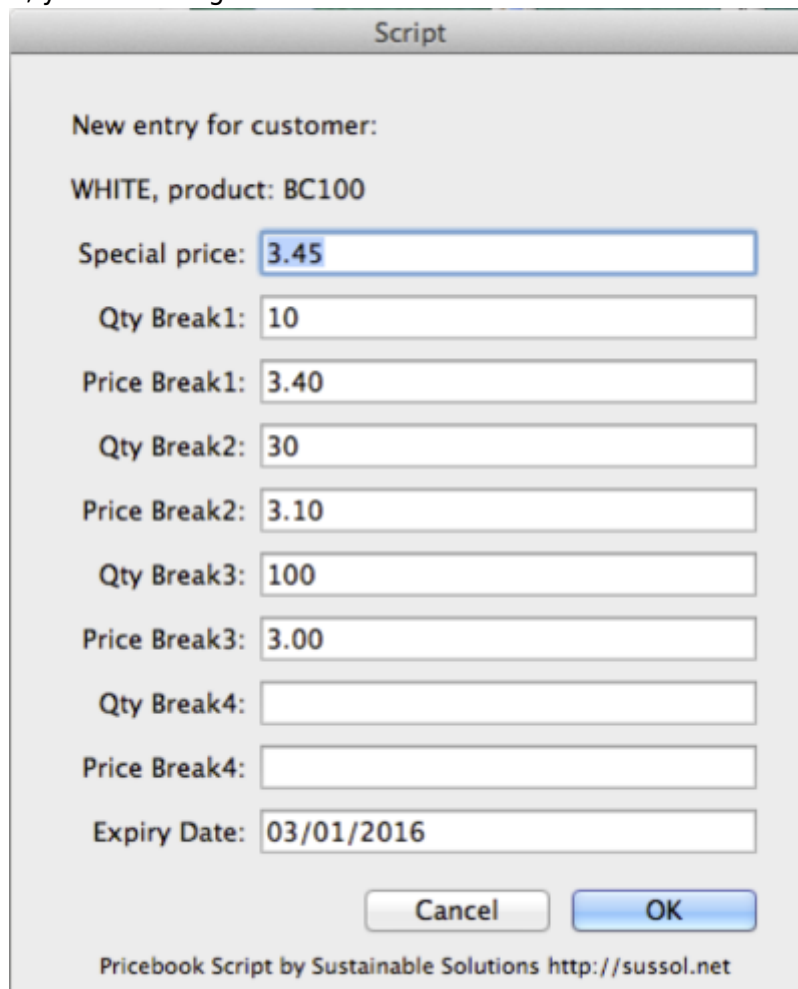 Script
New entry for customer:
WHITE, product: BC100
Special price: 3.45
Qty Break1: 10
Price Break1: 3.40
Qty Break2: 30
Price Break2: 3.10
Qty Break3: 100
Price Break3: 3.00
Qty Break4:
Price Break4:
Expiry Date: 03/01/2016
Cancel OK
Pricebook Script by Sustainable Solutions http://sussol.net